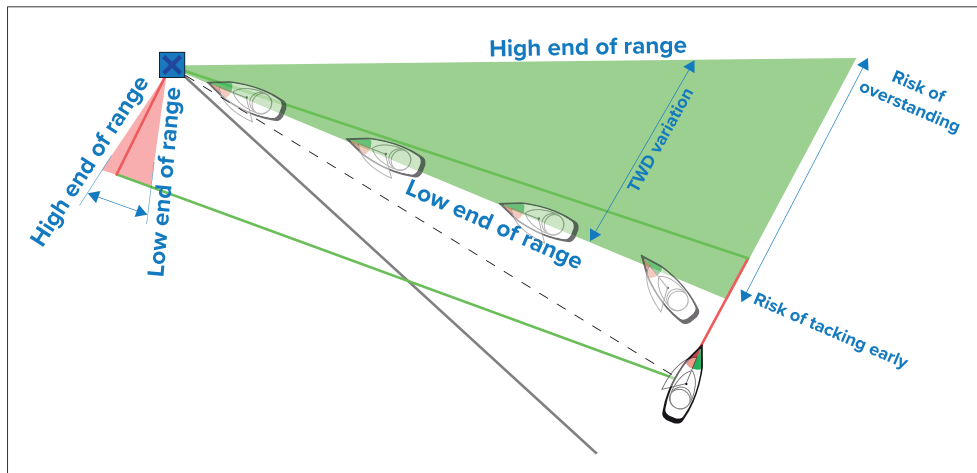 High end of range
Risk of
overstanding
TWD variation
High end of range
Low end of range
Low end of range
Risk of tacking early